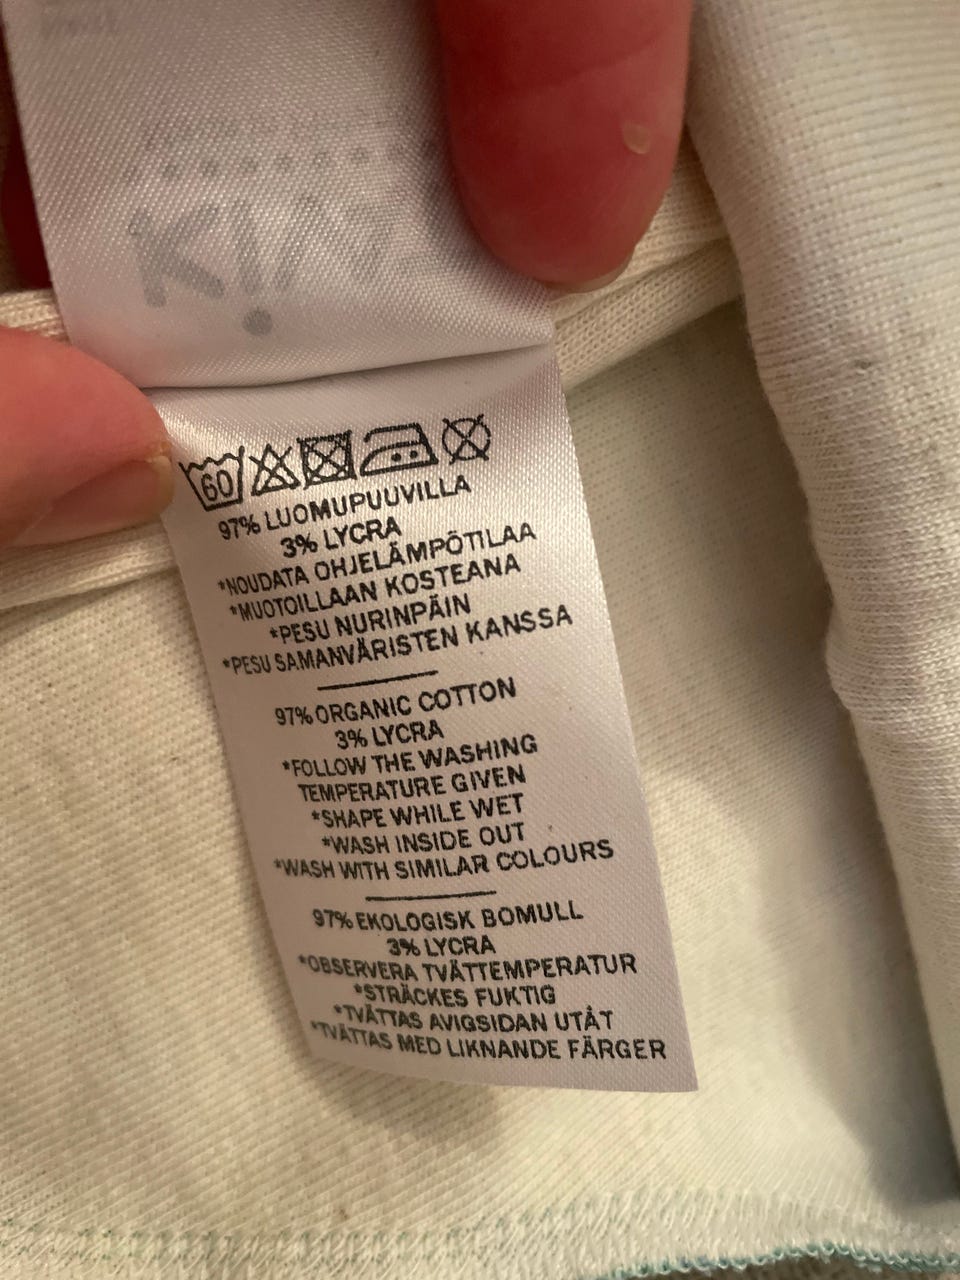 60
97% LUOMUPUUVILLA
3% LYCRA
*NOUDATA OHJELÄMPÖTILAA
*MUOTOILLAAN KOSTEANA
*PESU NURINPÄIN
*PESU SAMANVÄRISTEN KANSSA
97% ORGANIC COTTON
3% LYCRA
*FOLLOW THE WASHING
TEMPERATURE GIVEN
*SHAPE WHILE WET
*WASH INSIDE OUT
*WASH WITH SIMILAR COLOURS
97% EKOLOGISK BOMULL
3% LYCRA
*OBSERVERA TVÄTTEMPERATUR
*STRÄCKES FUKTIG
*TVÄTTAS AVIGSIDAN UTÅT
*TVÄTTAS MED LIKNANDE FÄRGER